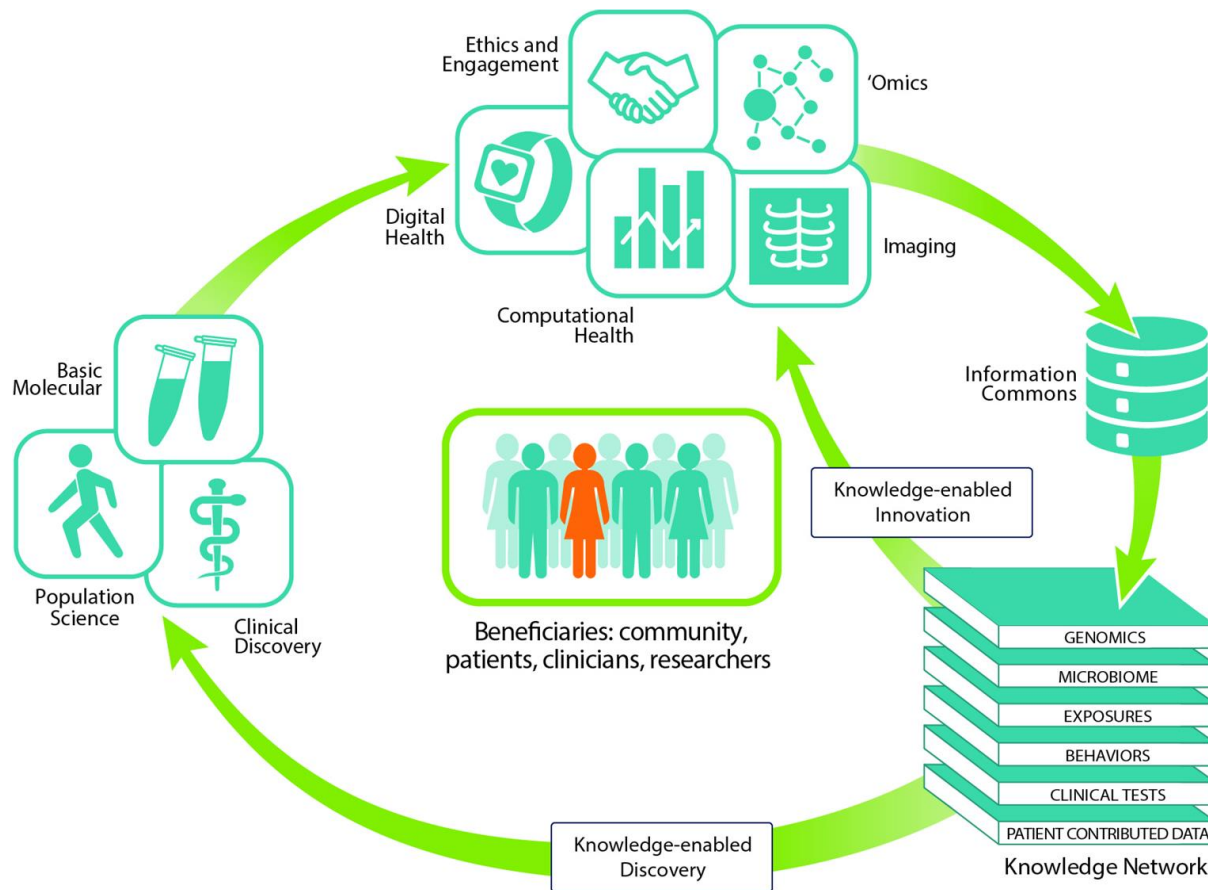 Ethics and
Engagement
‘Omics
Digital
Health
Imaging
Computational
Health
Basic
Molecular
Information
Commons
Population
Science
Clinical
Discovery
Knowledge-enabled
Innovation
Beneficiaries: community,
patients, clinicians, researchers
GENOMICS
MICROBIOME
EXPOSURES
BEHAVIORS
CLINICAL TESTS
PATIENT CONTRIBUTED DATA
Knowledge Network
Knowledge-enabled
Discovery